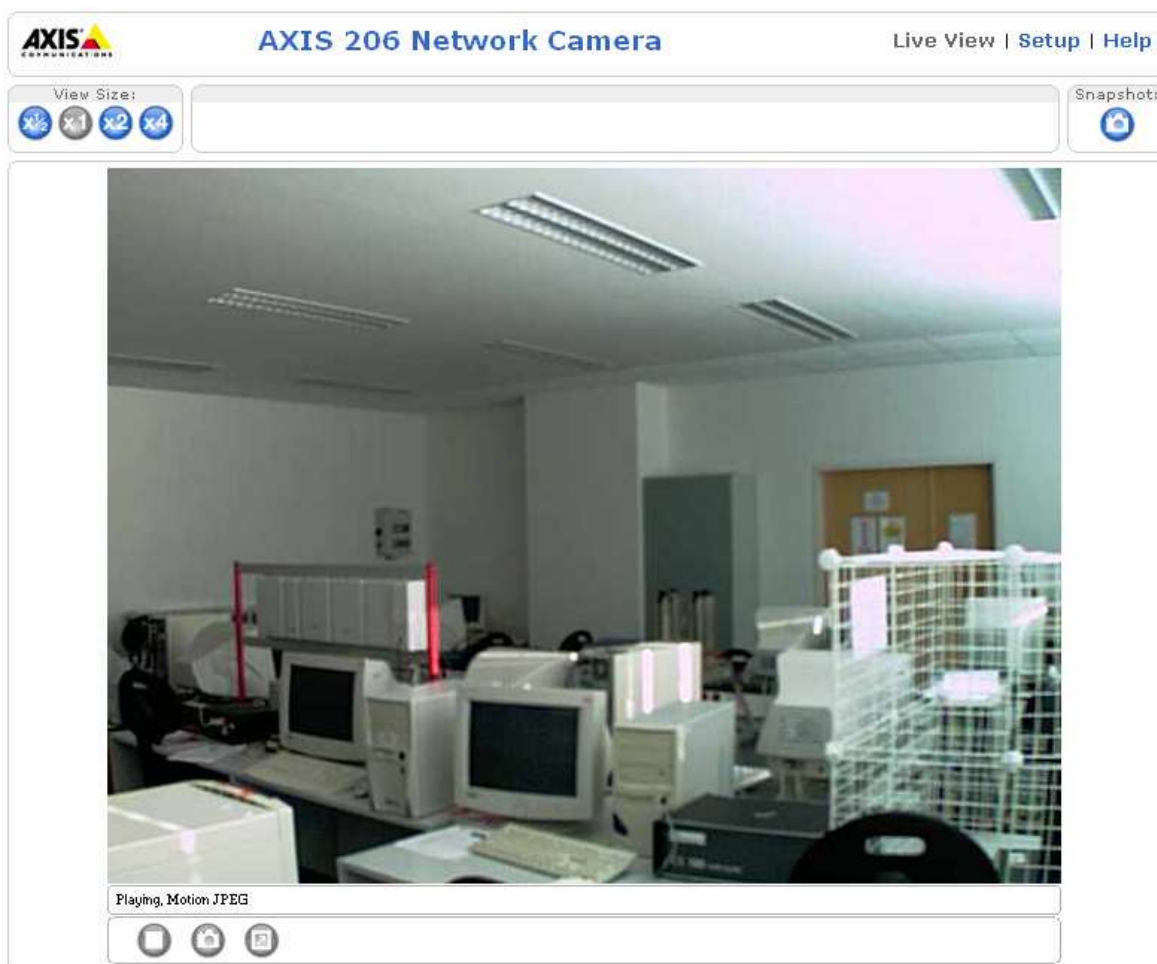 AXIS
COMMUNICATIONS
AXIS 206 Network Camera
Live View | Setup | Help
View Size:
x½ x1 x2 x4
Snapshot:
Playing, Motion JPEG